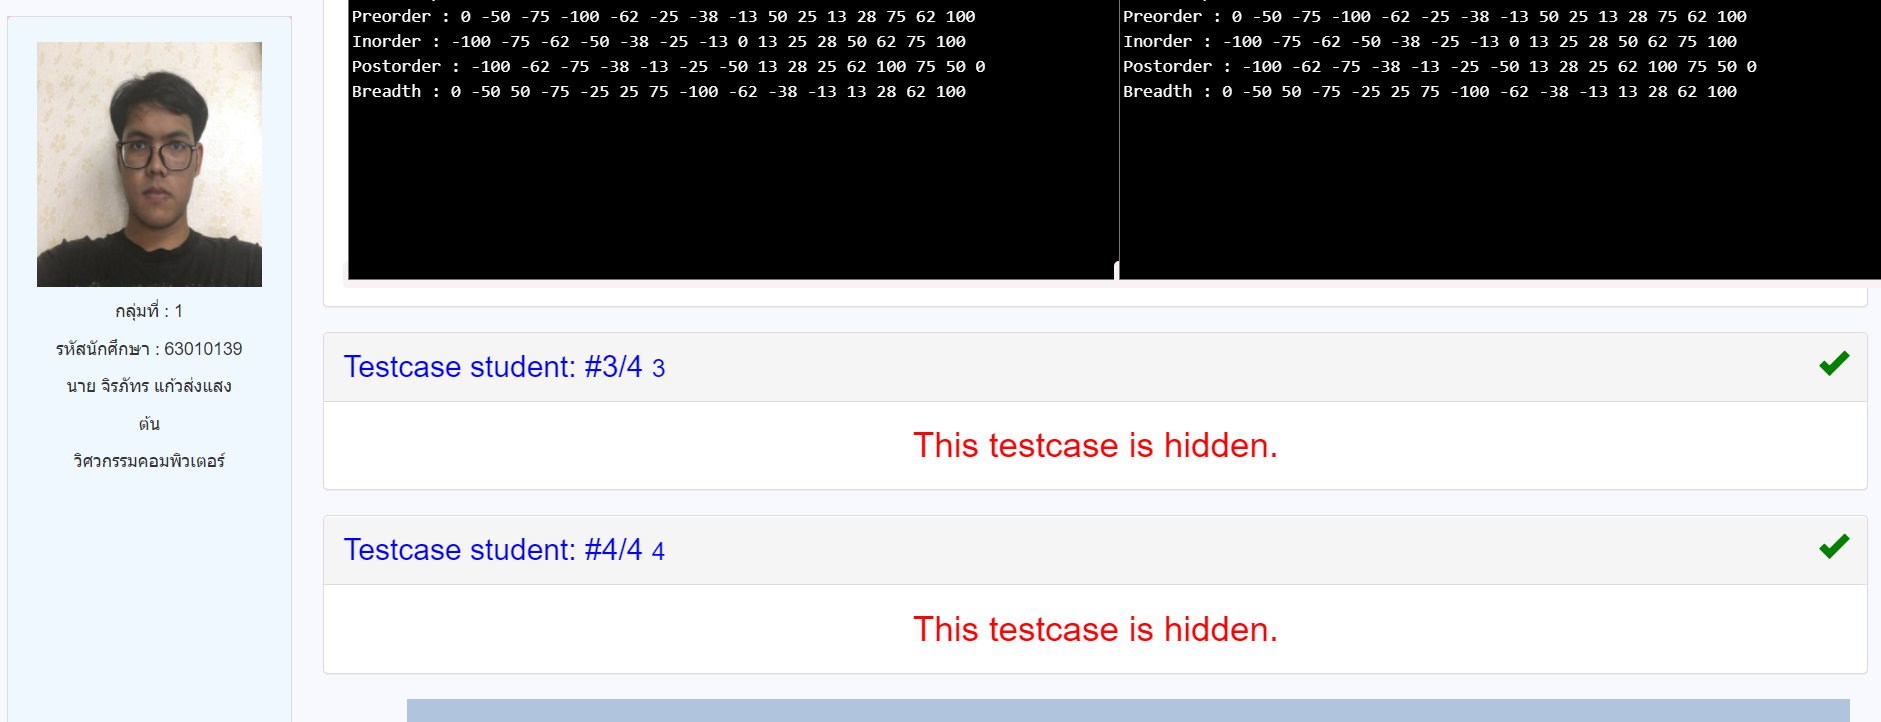 กลุ่มที่ : 1
รหัสนักศึกษา : 63010139
นาย จิรภัทร แก้วส่งแสง
ต้น
วิศวกรรมคอมพิวเตอร์
Preorder : 0 -50 -75 -100 -62 -25 -38 -13 50 25 13 28 75 62 100
Inorder : -100 -75 -62 -50 -38 -25 -13 0 13 25 28 50 62 75 100
Postorder : -100 -62 -75 -38 -13 -25 -50 13 28 25 62 100 75 50 0
Breadth : 0 -50 50 -75 -25 25 75 -100 -62 -38 -13 13 28 62 100
Preorder : 0 -50 -75 -100 -62 -25 -38 -13 50 25 13 28 75 62 100
Inorder : -100 -75 -62 -50 -38 -25 -13 0 13 25 28 50 62 75 100
Postorder : -100 -62 -75 -38 -13 -25 -50 13 28 25 62 100 75 50 0
Breadth : 0 -50 50 -75 -25 25 75 -100 -62 -38 -13 13 28 62 100
Testcase student: #3/4 3
This testcase is hidden.
Testcase student: #4/4 4
This testcase is hidden.